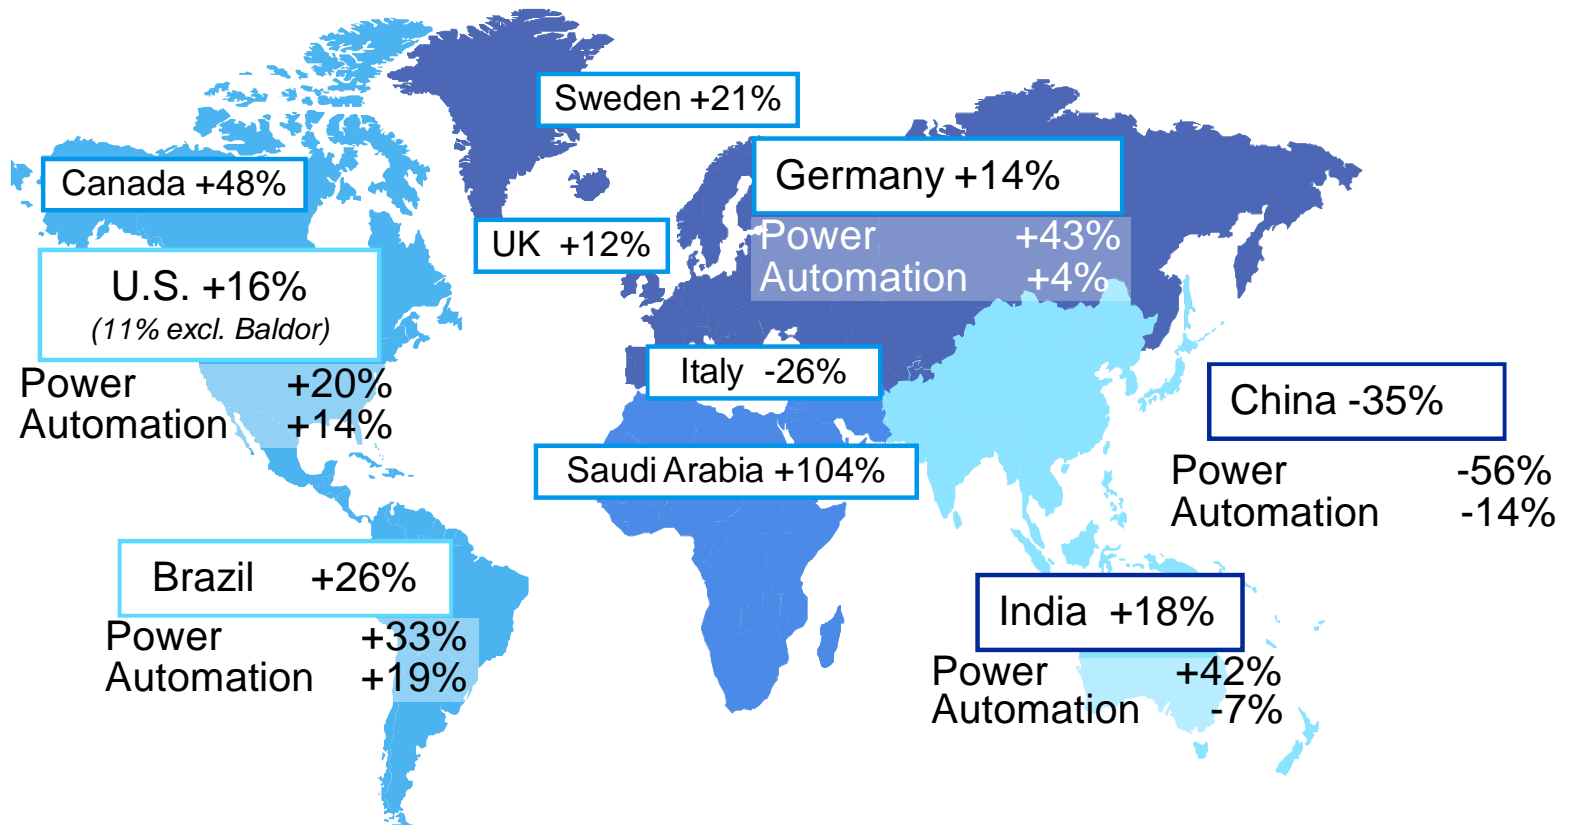 Sweden +21%
Germany +14%
Power +43%
Automation +4%
Canada +48%
UK +12%
U.S. +16%
(11% excl. Baldor)
Power +20%
Automation +14%
Italy -26%
China -35%
Power -56%
Automation -14%
Saudi Arabia +104%
Brazil +26%
Power +33%
Automation +19%
India +18%
Power +42%
Automation -7%